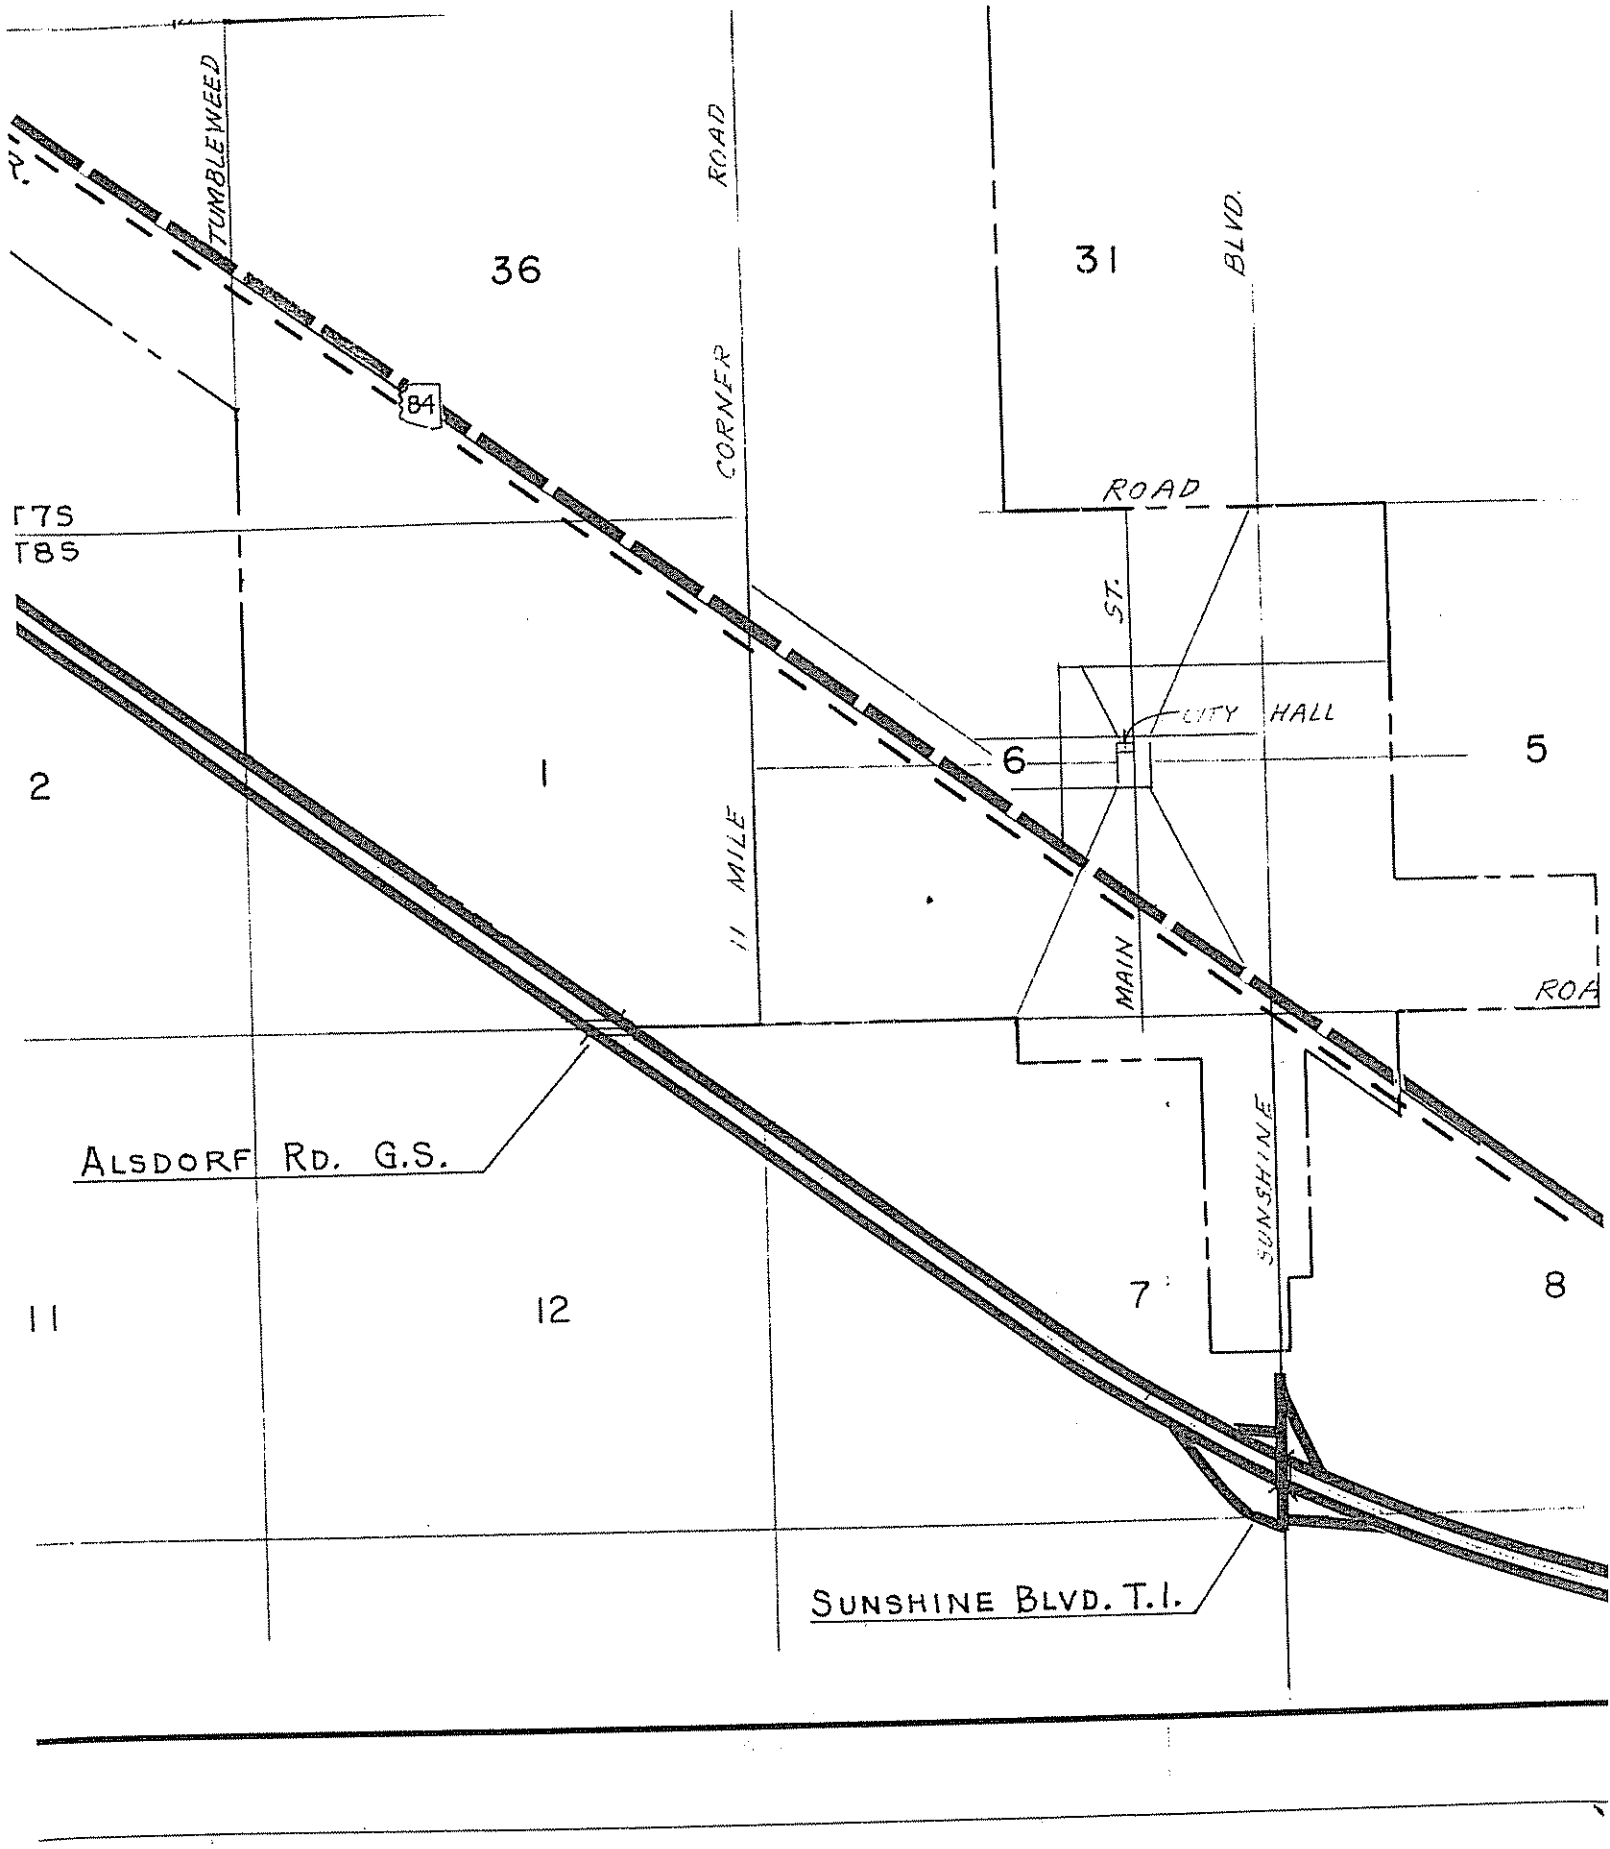 TUMBLEWEED
ROAD
CORNER
11 MILE
BLVD.
36
31
84
ROAD
T7S
T8S
ST.
CITY HALL
6
5
2
1
MAIN
ROA
ALSDORF RD. G.S.
SUNSHINE
7
8
11
12
SUNSHINE BLVD. T.I.